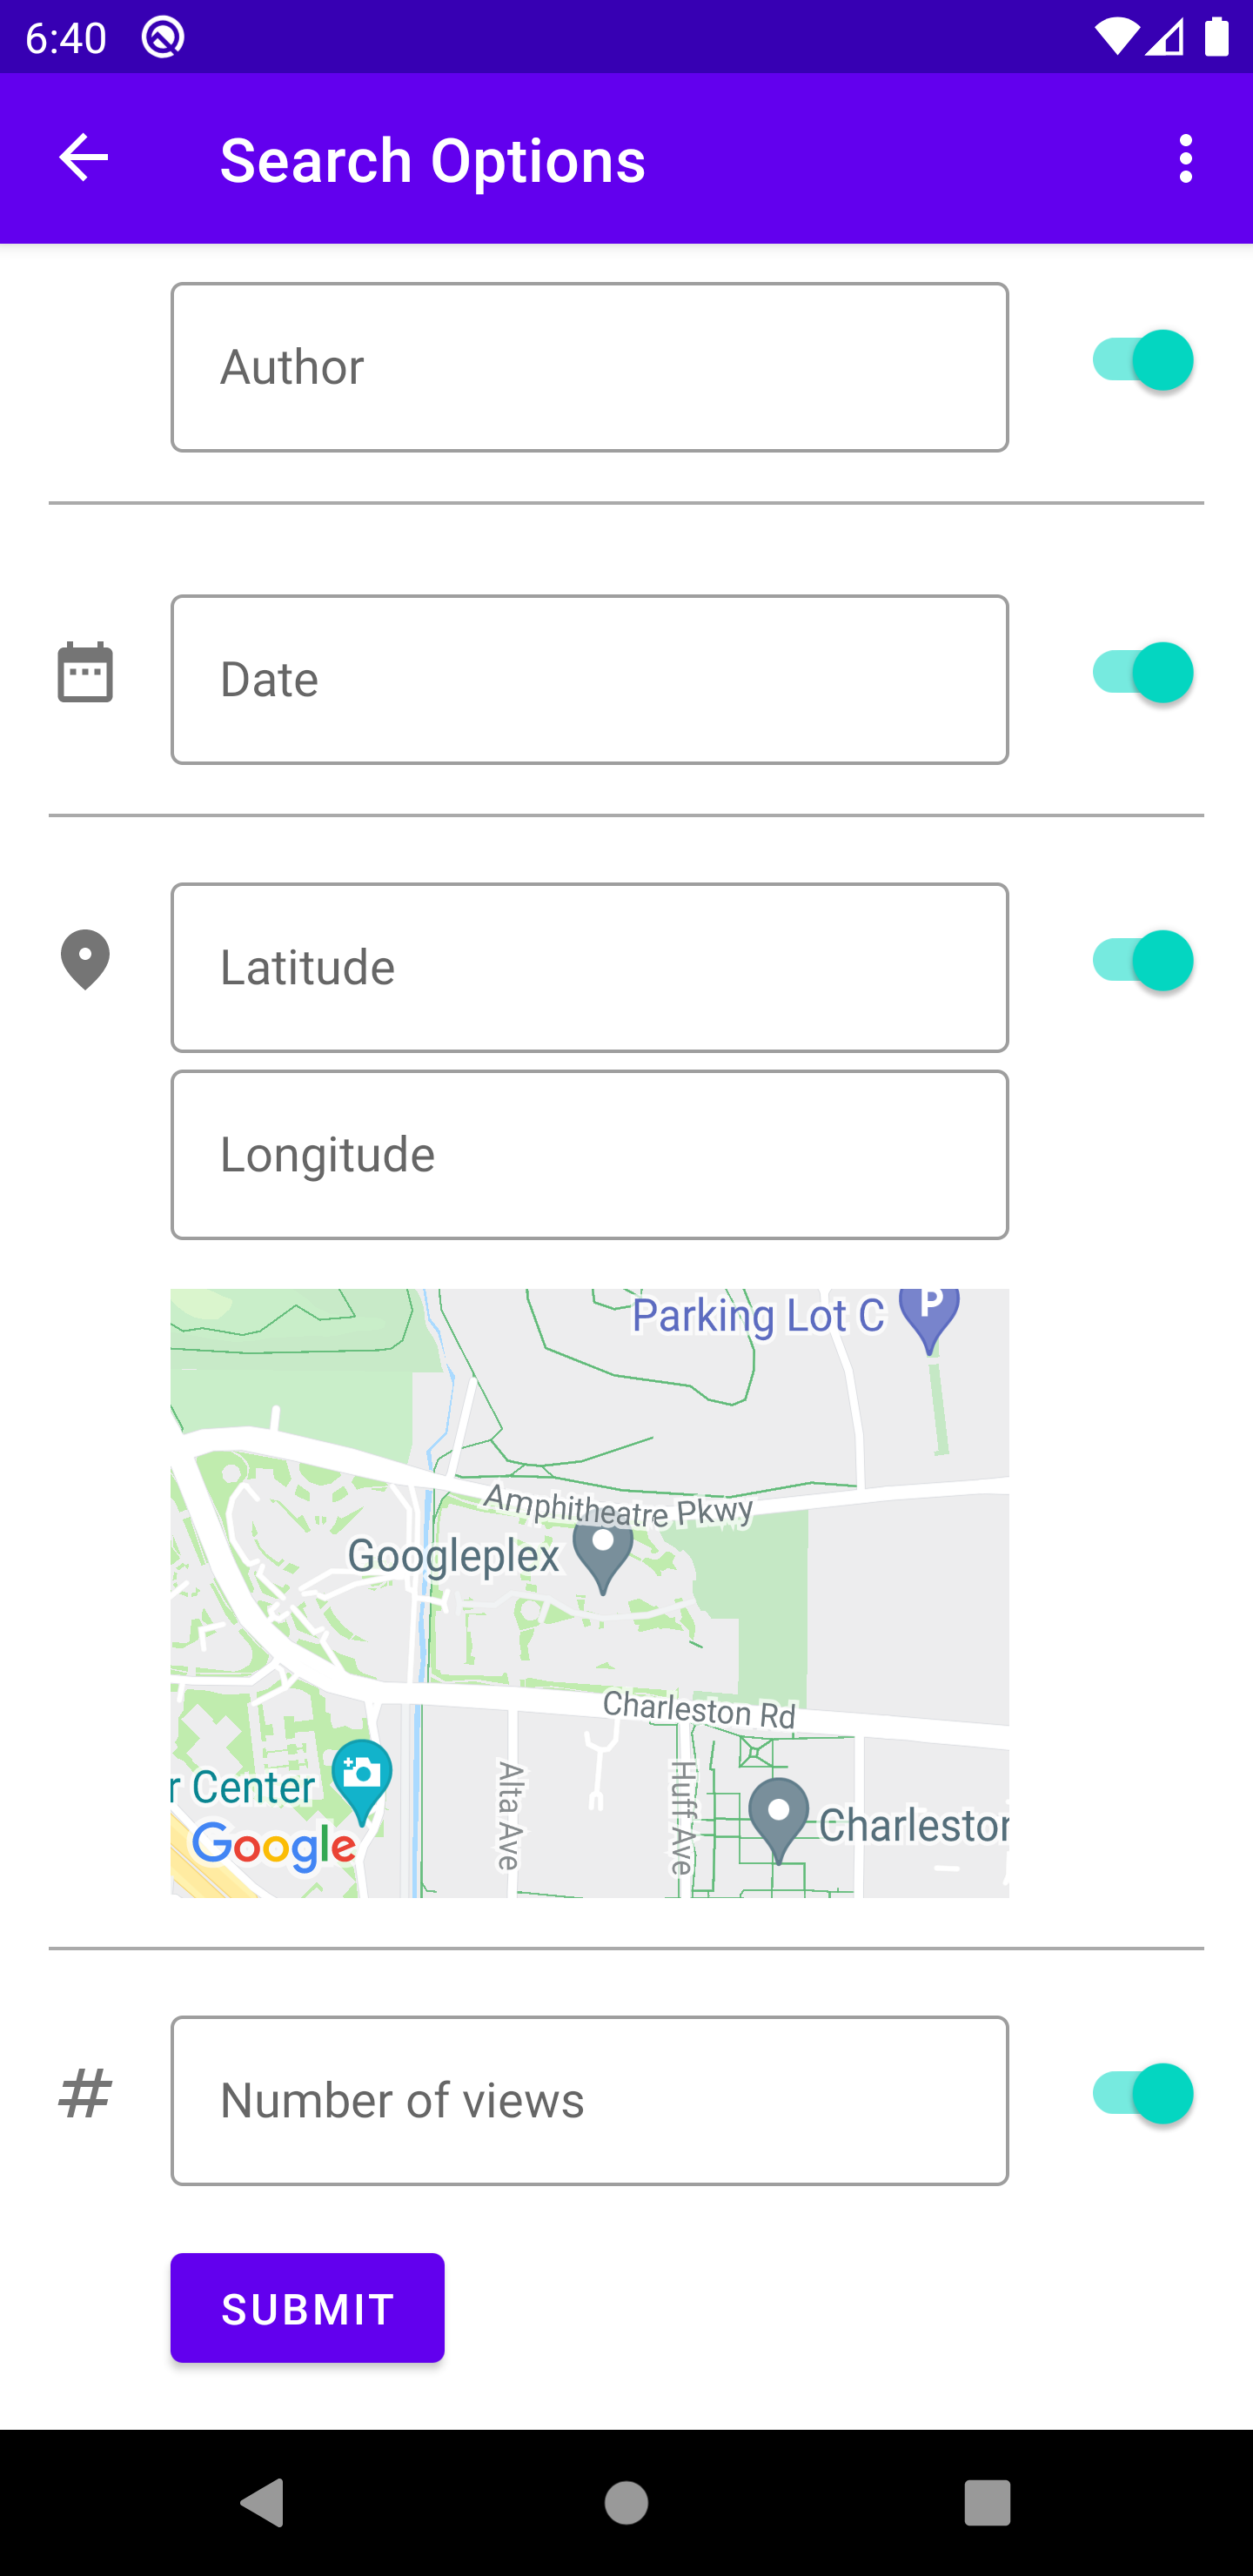 6:40
Search Options
Author
Date
Latitude
Longitude
Parking Lot C
P
Amphitheatre Pkwy
Googleplex
Charleston Rd
r Center
Alta Ave
Huff Ave
Charlestor
Google
#
Number of views
SUBMIT